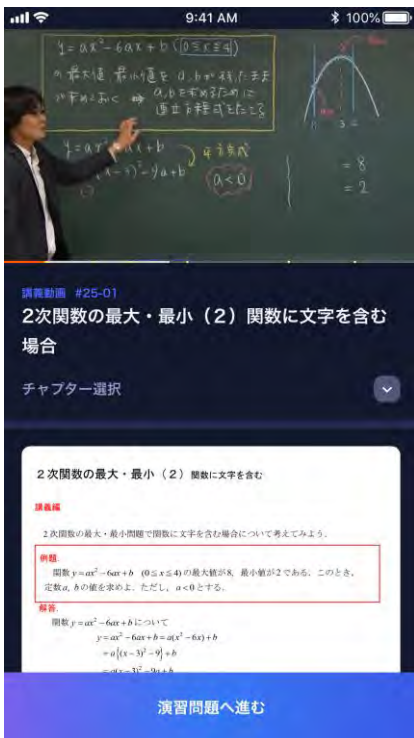 9:41 AM
100%
y=ax²-6ax+b (0≦x≦4)
の最大値、最小値を a,bが残ったまま
求めておく ⇒ a,bを求めるために
連立方程式をたてる
平方完成
(a<0)
= 8
= 2
講義動画 #25-01
2次関数の最大・最小（2）関数に文字を含む
場合
チャプター選択
2次関数の最大・最小（2） 関数に文字を含む
講義編
2次関数の最大・最小問題で関数に文字を含む場合について考えてみよう。
例題.
関数 y=ax²-6ax+b (0≦x≦4) の最大値が8，最小値が2である．このとき，
定数a, bの値を求めよ．ただし，a<0とする．
解答.
関数 y=ax²-6ax+b について
y=ax²-6ax+b=a(x²-6x)+b
=a{(x-3)²-9}+b
=a(x-3)²-9a+b
演習問題へ進む